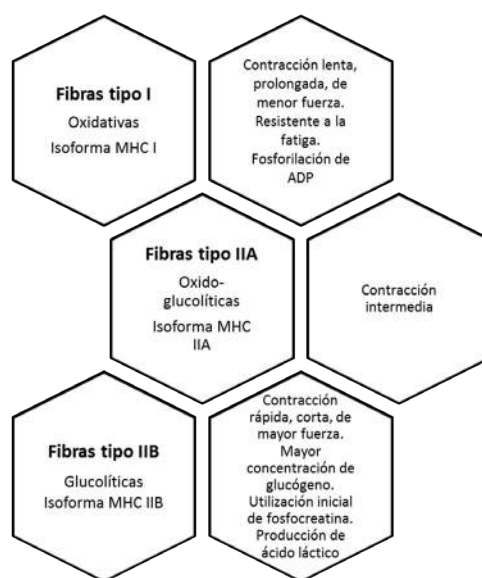 Fibras tipo I
Oxidativas
Isoforma MHC I
Contracción lenta,
prolongada, de
menor fuerza.
Resistente a la
fatiga.
Fosforilación de
ADP
Fibras tipo IIA
Oxido-
glucolíticas
Isoforma MHC
IIA
Contracción
intermedia
Fibras tipo IIB
Glucolíticas
Isoforma MHC IIB
Contracción
rápida, corta, de
mayor fuerza.
Mayor
concentración de
glucógeno.
Utilización inicial
de fosfocreatina.
Producción de
ácido láctico